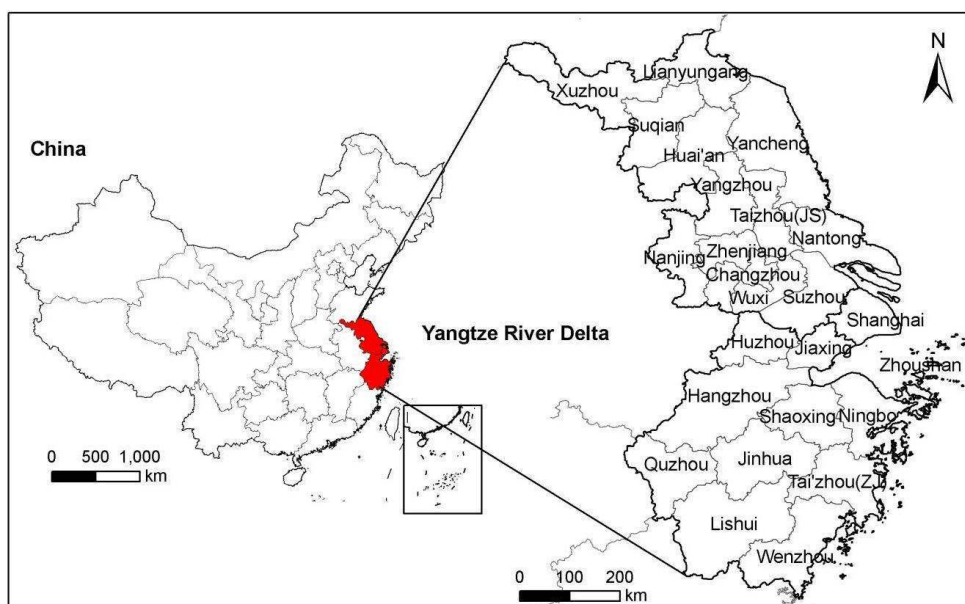 N
Lianyungang
Xuzhou
China
Suqian
Yancheng
Huai'an
Yangzhou
Taizhou(JS)
Nantong
Zhenjiang
Nanjing
Changzhou
Wuxi
Suzhou
Shanghai
Yangtze River Delta
Huzhou
Jiaxing
Zhoushan
Hangzhou
Shaoxing
Ningbo
0 500 1,000
km
Quzhou
Jinhua
Tai'zhou(ZJ)
Lishui
Wenzhou
0 100 200
km